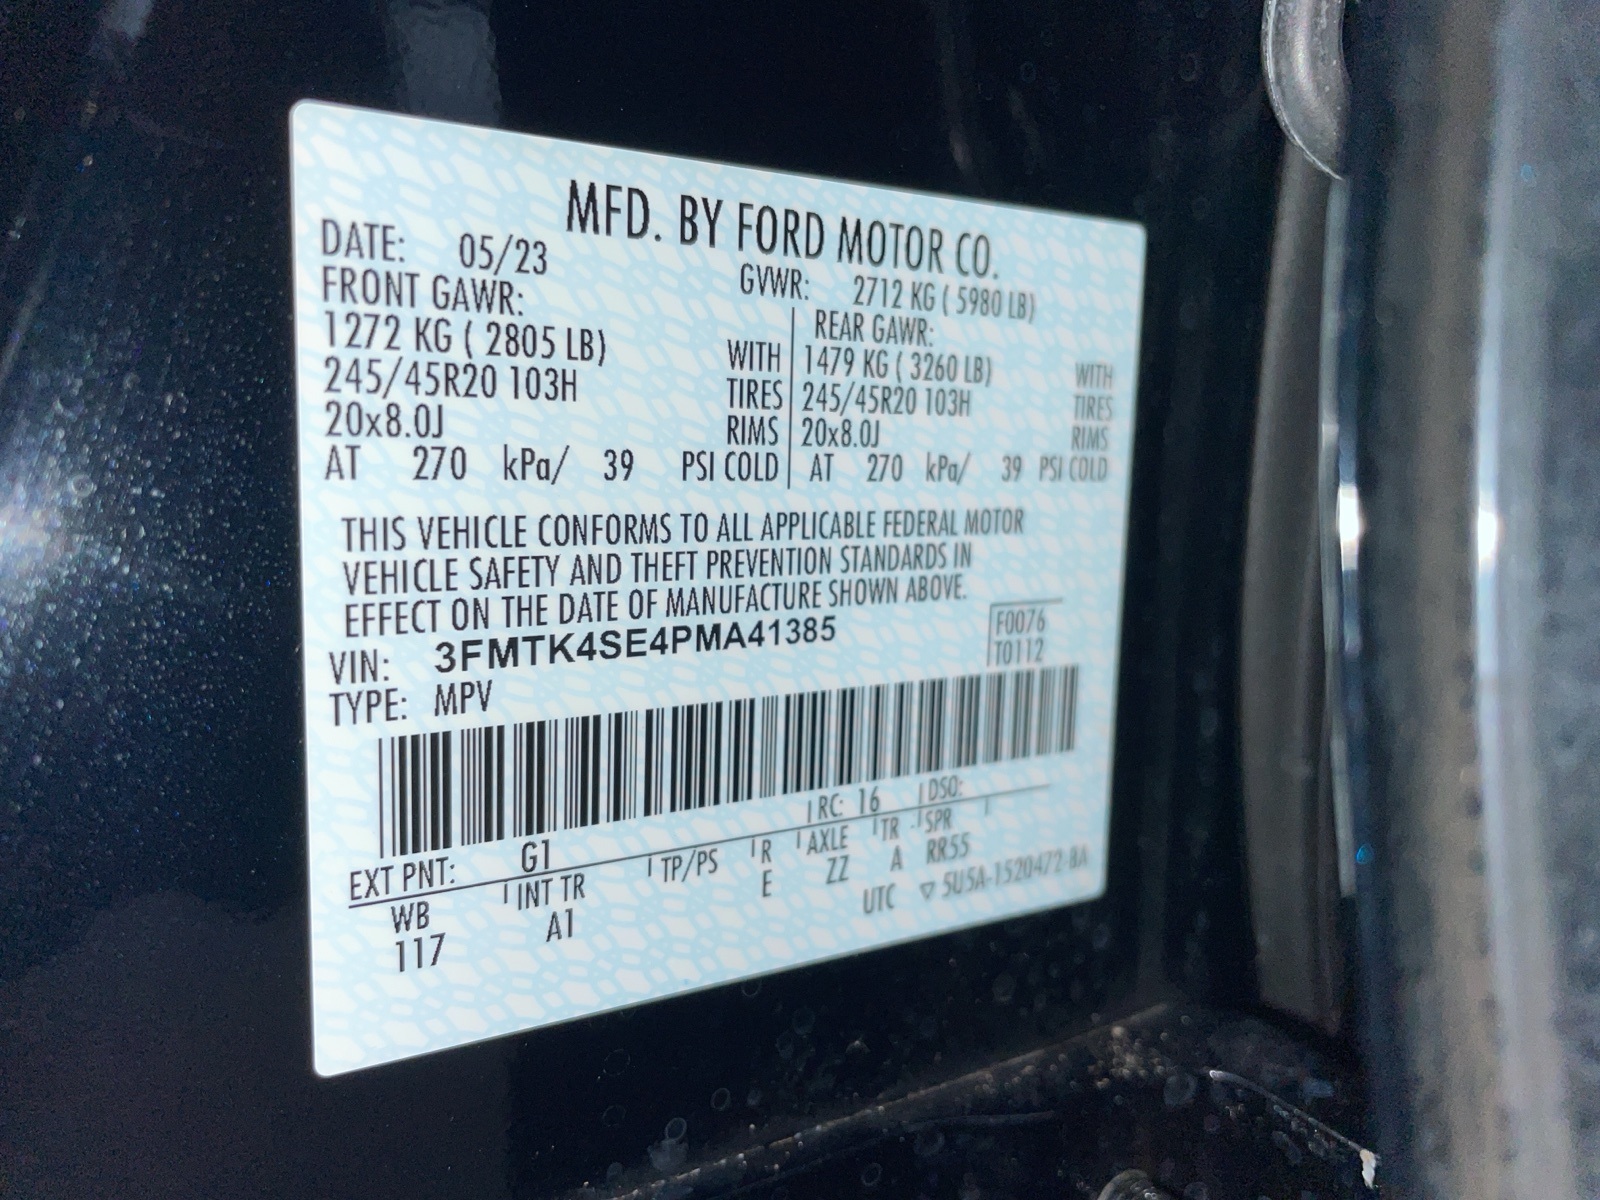 MFD. BY FORD MOTOR CO.
DATE: 05/23 GVWR: 2712 KG ( 5980 LB)
FRONT GAWR: REAR GAWR:
1272 KG ( 2805 LB) WITH 1479 KG ( 3260 LB) WITH
245/45R20 103H TIRES 245/45R20 103H TIRES
20x8.0J RIMS 20x8.0J RIMS
AT 270 kPa/ 39 PSI COLD AT 270 kPa/ 39 PSI COLD
THIS VEHICLE CONFORMS TO ALL APPLICABLE FEDERAL MOTOR
VEHICLE SAFETY AND THEFT PREVENTION STANDARDS IN
EFFECT ON THE DATE OF MANUFACTURE SHOWN ABOVE.
VIN: 3FMTK4SE4PMA41385 F0076
TYPE: MPV T0112
EXT PNT: G1 RC: 16 DSO:
WB INT TR TP/PS R AXLE TR SPR
117 A1 E ZZ A RR55
UTC ▽ 5U5A-1520472-BA